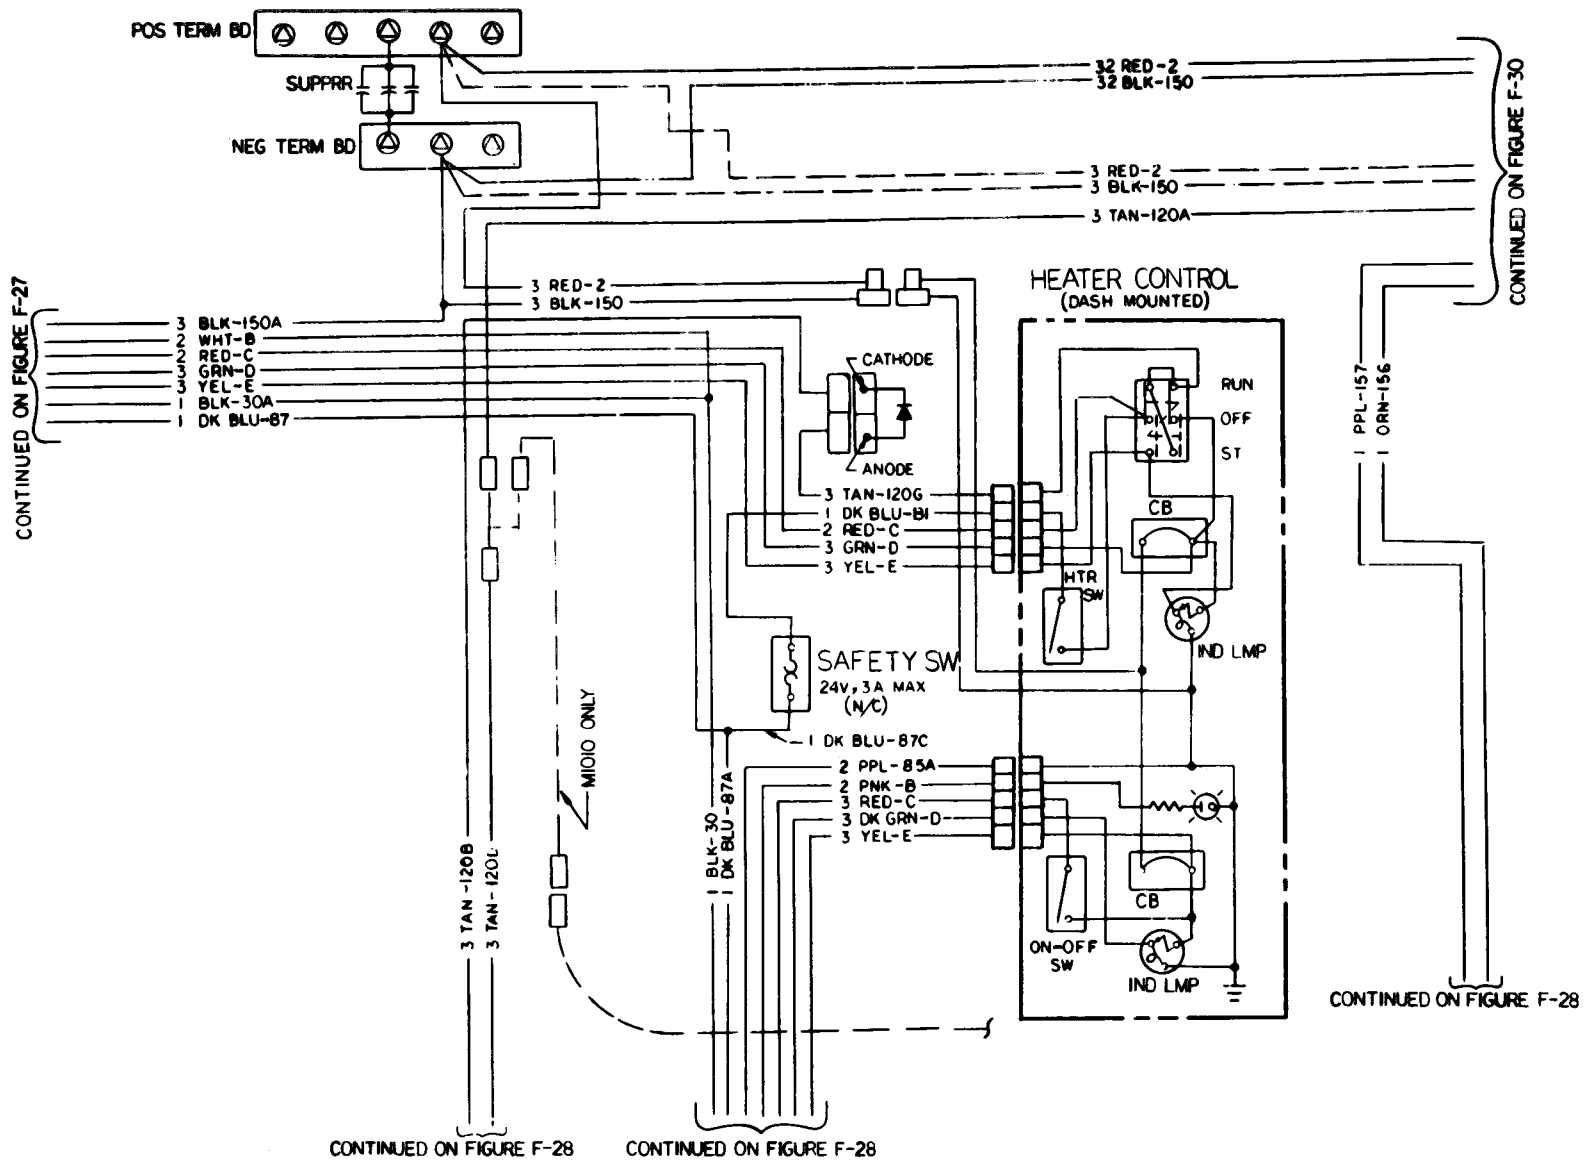 POS TERM BD
SUPPRR
NEG TERM BD
32 RED-2
32 BLK-150
3 RED-2
3 BLK-150
3 TAN-120A
CONTINUED ON FIGURE F-30
3 RED-2
3 BLK-150
HEATER CONTROL
(DASH MOUNTED)
CONTINUED ON FIGURE F-27
3 BLK-150A
2 WHT-B
2 RED-C
3 GRN-D
3 YEL-E
1 BLK-30A
1 DK BLU-87
CATHODE
ANODE
RUN
OFF
ST
1 PPL-157
1 ORN-156
3 TAN-120G
1 DK BLU-B1
2 RED-C
3 GRN-D
3 YEL-E
CB
HTR
SW
IND LMP
SAFETY SW
24V, 3A MAX
(N/C)
1 DK BLU-87C
M1010 ONLY
2 PPL-85A
2 PNK-B
3 RED-C
3 DK GRN-D
3 YEL-E
3 TAN-120B
3 TAN-120L
1 BLK-30
1 DK BLU-87A
CB
ON-OFF
SW
IND LMP
CONTINUED ON FIGURE F-28
CONTINUED ON FIGURE F-28
CONTINUED ON FIGURE F-28